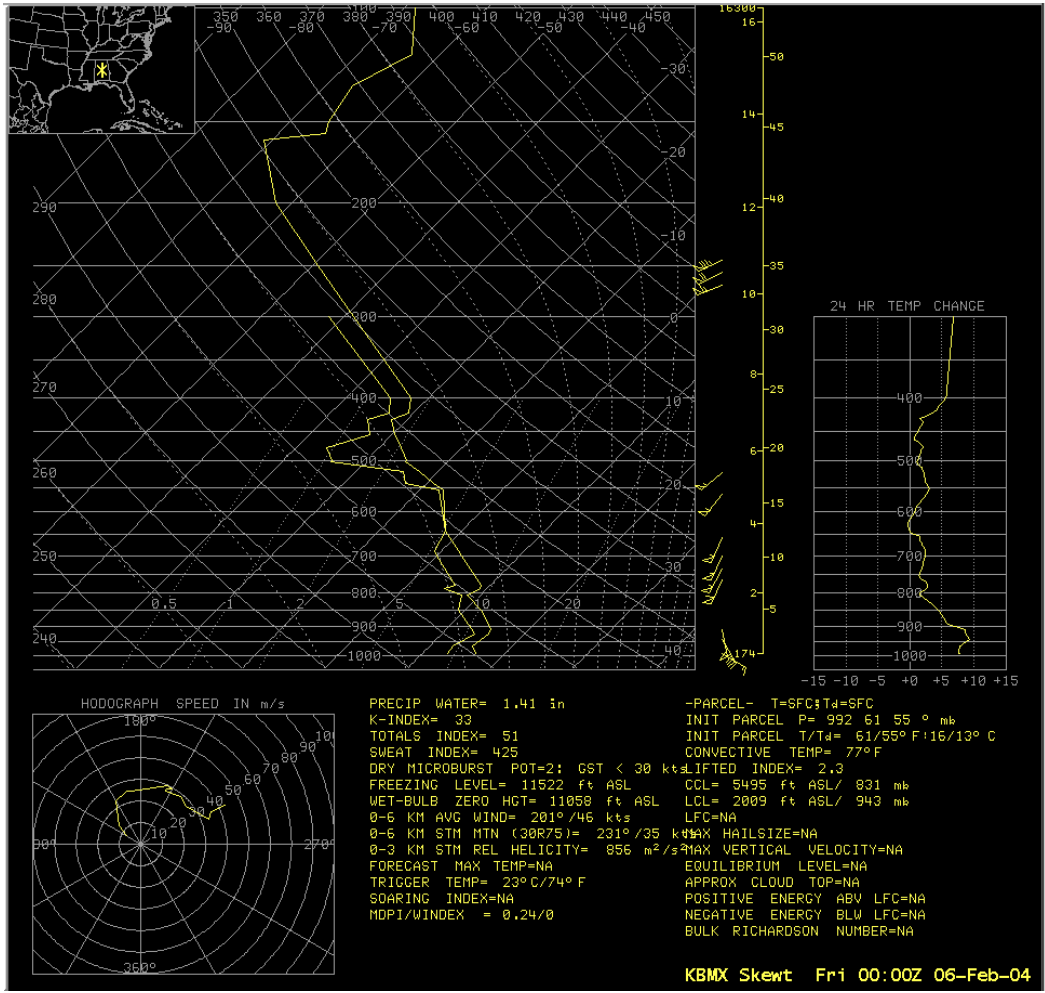 350 360 370 380 390 400 410 420 430 440 450
-90 -80 -70 -60 -50 -40
16300
16
-30
50
14 45
-20
290
200
12 40
-10
35
280
10
24 HR TEMP CHANGE
300 0
30
270
8
25
400 10
400
260
6 20
500
500
20
15
600
4
600
250
700
10
700
30
800
0.5 1 2 5 10 20
2
5
800
240
900
900
1000
40
174
1000
-15 -10 -5 +0 +5 +10 +15
HODOGRAPH SPEED IN m/s
180°
100
90
80
70
60
50
40
30
20
10
90°
270°
360°
PRECIP WATER= 1.41 in
K-INDEX= 33
TOTALS INDEX= 51
SWEAT INDEX= 425
DRY MICROBURST POT=2: GST < 30 kts
FREEZING LEVEL= 11522 ft ASL
WET-BULB ZERO HGT= 11058 ft ASL
0-6 KM AVG WIND= 201°/46 kts
0-6 KM STM MTN (30R75)= 231°/35 kts
0-3 KM STM REL HELICITY= 856 m²/s²
FORECAST MAX TEMP=NA
TRIGGER TEMP= 23°C/74°F
SOARING INDEX=NA
MDPI/WINDEX = 0.24/0
-PARCEL- T=SFC;Td=SFC
INIT PARCEL P= 992 61 55 ° mb
INIT PARCEL T/Td= 61/55°F;16/13°C
CONVECTIVE TEMP= 77°F
LIFTED INDEX= 2.3
CCL= 5495 ft ASL/ 831 mb
LCL= 2009 ft ASL/ 943 mb
LFC=NA
MAX HAILSIZE=NA
MAX VERTICAL VELOCITY=NA
EQUILIBRIUM LEVEL=NA
APPROX CLOUD TOP=NA
POSITIVE ENERGY ABV LFC=NA
NEGATIVE ENERGY BLW LFC=NA
BULK RICHARDSON NUMBER=NA
KBMX Skewt Fri 00:00Z 06-Feb-04